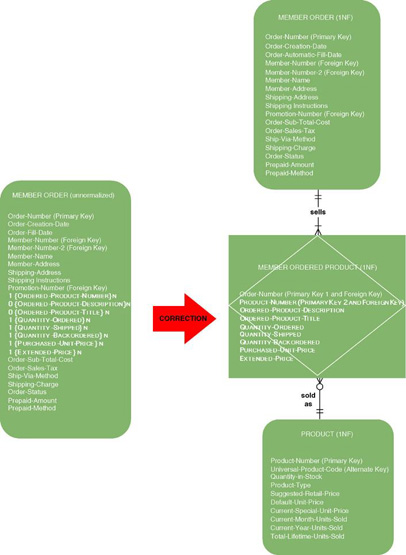 MEMBER ORDER (1NF)
Order-Number (Primary Key)
Order-Creation-Date
Order-Automatic-Fill-Date
Member-Number (Foreign Key)
Member-Number-2 (Foreign Key)
Member-Name
Member-Address
Shipping-Address
Shipping Instructions
Promotion-Number (Foreign Key)
Order-Sub-Total-Cost
Order-Sales-Tax
Ship-Via-Method
Shipping-Charge
Order-Status
Prepaid-Amount
Prepaid-Method
sells
MEMBER ORDER (unnormalized)
Order-Number (Primary Key)
Order-Creation-Date
Order-Fill-Date
Member-Number (Foreign Key)
Member-Number-2 (Foreign Key)
Member-Name
Member-Address
Shipping-Address
Shipping Instructions
Promotion-Number (Foreign Key)
1 {ORDERED-PRODUCT-NUMBER} N
0 {ORDERED-PRODUCT-DESCRIPTION} N
0 {ORDERED-PRODUCT-TITLE} N
1 {QUANTITY-ORDERED} N
1 {QUANTITY-SHIPPED} N
1 {QUANTITY-BACKORDERED} N
1 {PURCHASED-UNIT-PRICE} N
1 {EXTENDED-PRICE} N
Order-Sub-Total-Cost
Order-Sales-Tax
Ship-Via-Method
Shipping-Charge
Order-Status
Prepaid-Amount
Prepaid-Method
CORRECTION
MEMBER ORDERED PRODUCT (1NF)
Order-Number (Primary Key 1 and Foreign Key)
PRODUCT-NUMBER (PRIMARY KEY 2 AND FOREIGN KEY)
ORDERED-PRODUCT-DESCRIPTION
ORDERED-PRODUCT-TITLE
QUANTITY-ORDERED
QUANTITY-SHIPPED
QUANTITY-BACKORDERED
PURCHASED-UNIT-PRICE
EXTENDED-PRICE
sold
as
PRODUCT (1NF)
Product-Number (Primary Key)
Universal-Product-Code (Alternate Key)
Quantity-in-Stock
Product-Type
Suggested-Retail-Price
Default-Unit-Price
Current-Special-Unit-Price
Current-Month-Units-Sold
Current-Year-Units-Sold
Total-Lifetime-Units-Sold